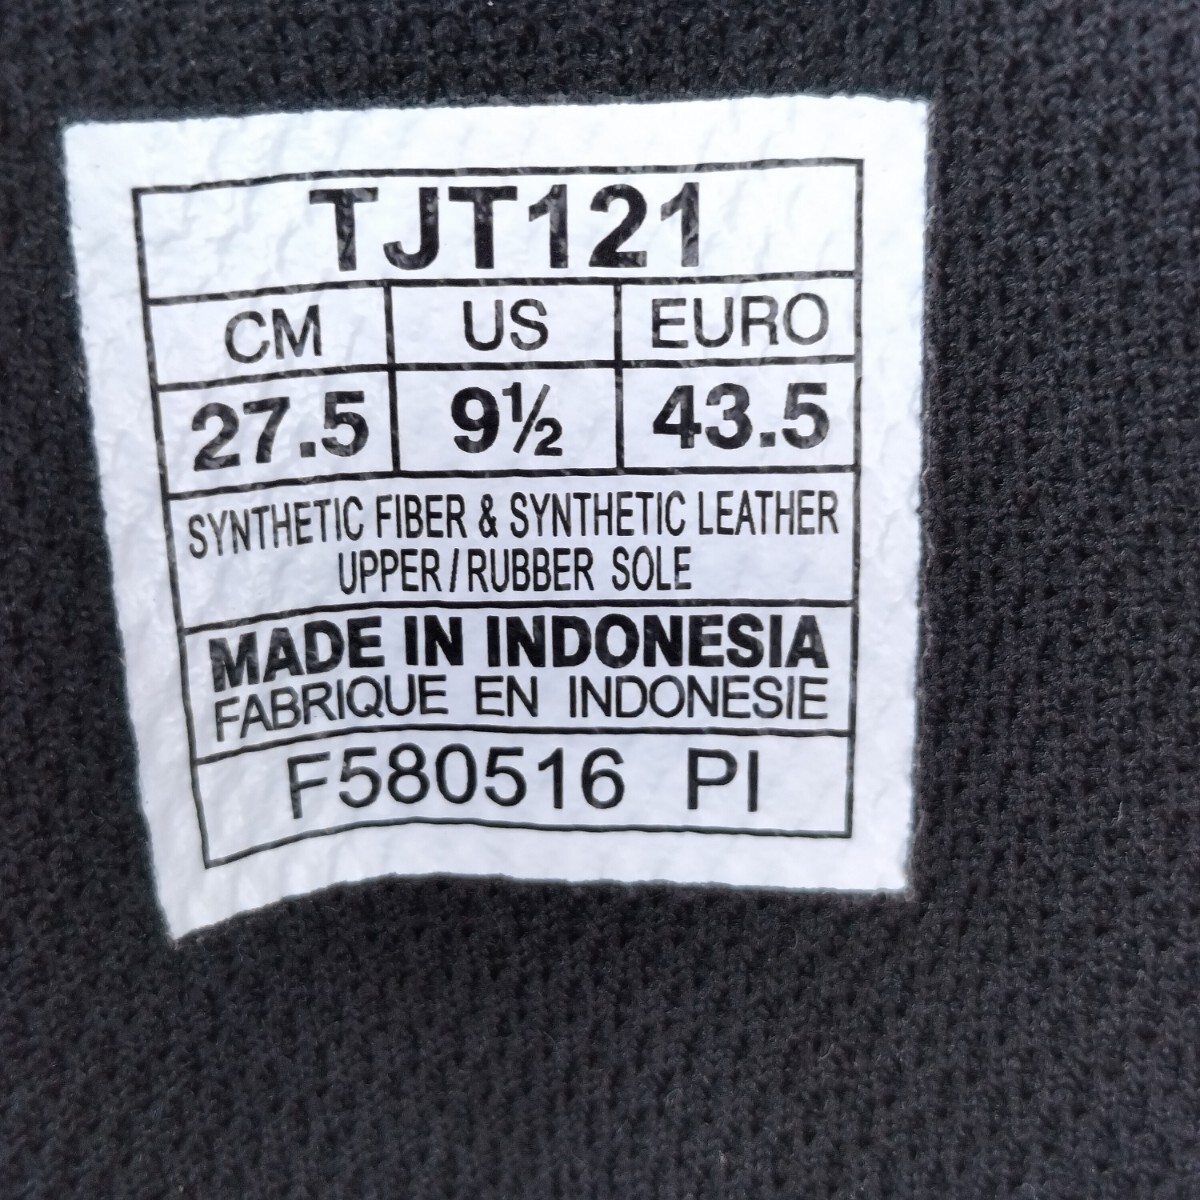 TJT121
CM US EURO
27.5 9½ 43.5
SYNTHETIC FIBER & SYNTHETIC LEATHER
UPPER / RUBBER SOLE
MADE IN INDONESIA
FABRIQUE EN INDONESIE
F580516 PI